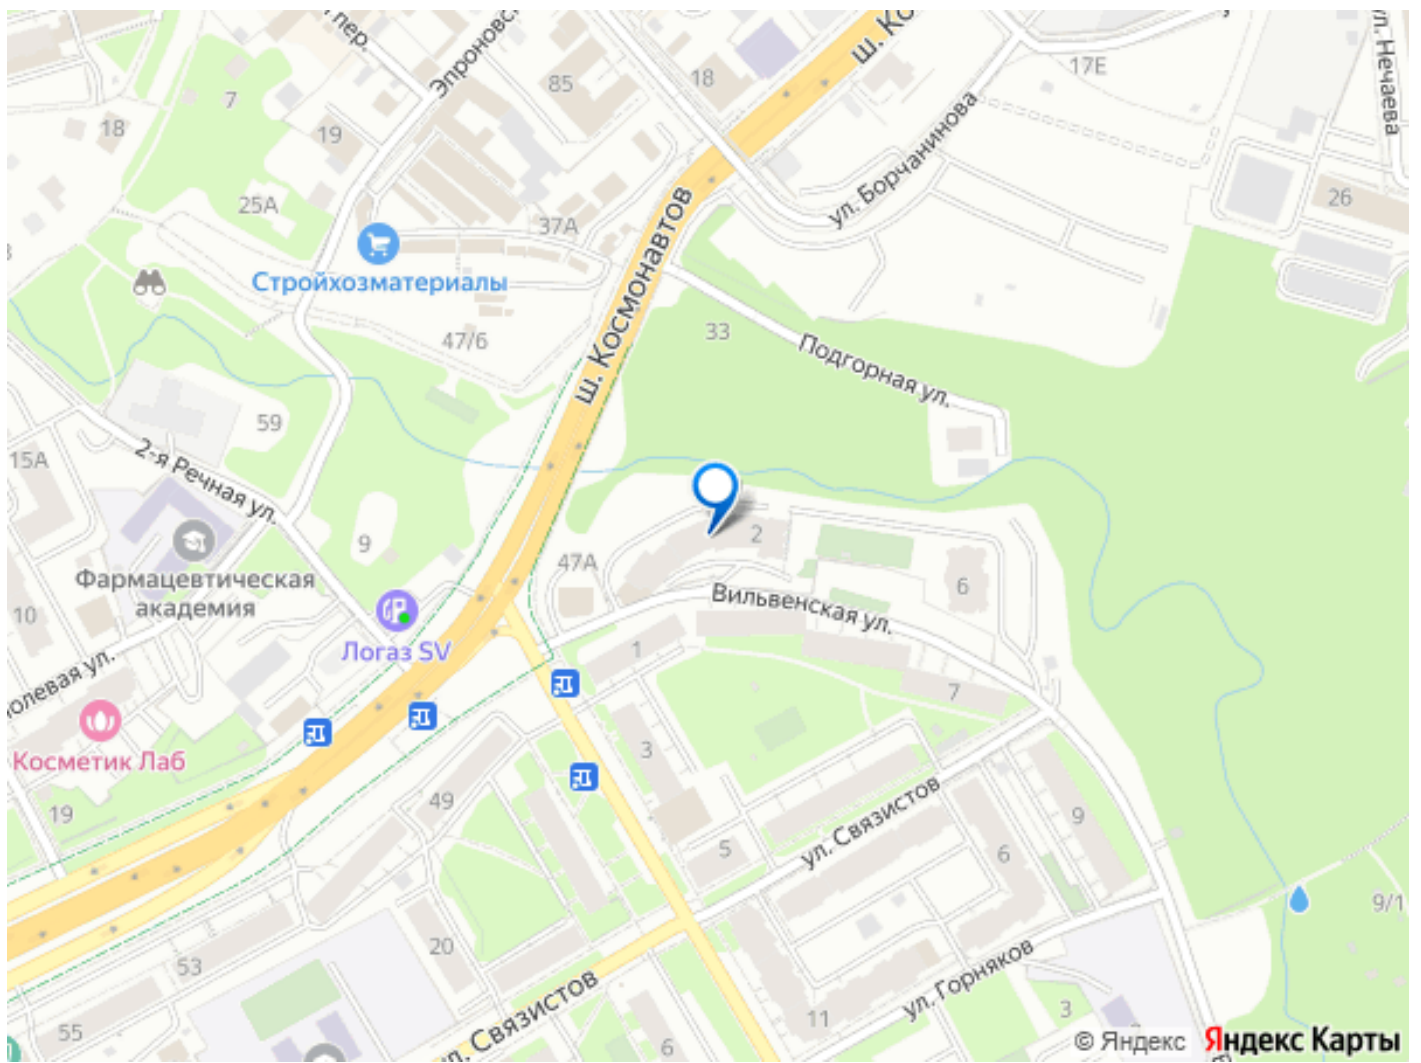 пер.
Эпроновск
ш. Ко
17Е
ул. Нечаева
85
18
7
18
19
ул. Борчанинова
26
25А
37А
Стройхозматериалы
ш. Космонавтов
47/6
33
Подгорная ул.
59
15А
2-я Речная ул.
9
2
47А
Фармацевтическая
академия
6
10
Вильвенская ул.
Логаз SV
1
олевая ул.
7
Косметик Лаб
3
49
19
ул. Связистов
9
5
6
9/1
20
53
ул. Горняков
ул. Связистов
3
11
55
6
© Яндекс Яндекс Карты